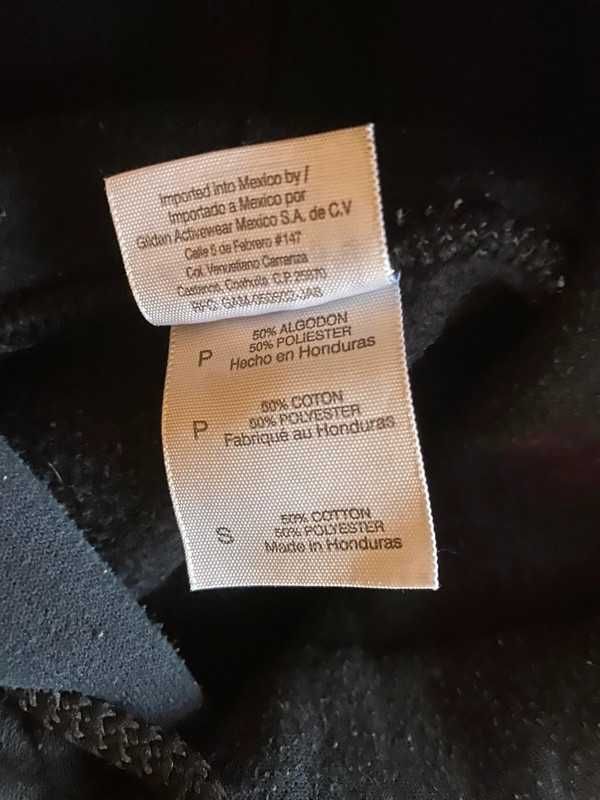 Imported into Mexico by /
Importado a Mexico por
Gildan Activewear Mexico S.A. de C.V
Calle 5 de Febrero #147
Col. Venustiano Carranza
Castanos, Coahuila C.P. 25870
P
50% ALGODON
50% POLIESTER
Hecho en Honduras
P
50% COTON
50% POLYESTER
Fabriqué au Honduras
S
50% COTTON
50% POLYESTER
Made in Honduras